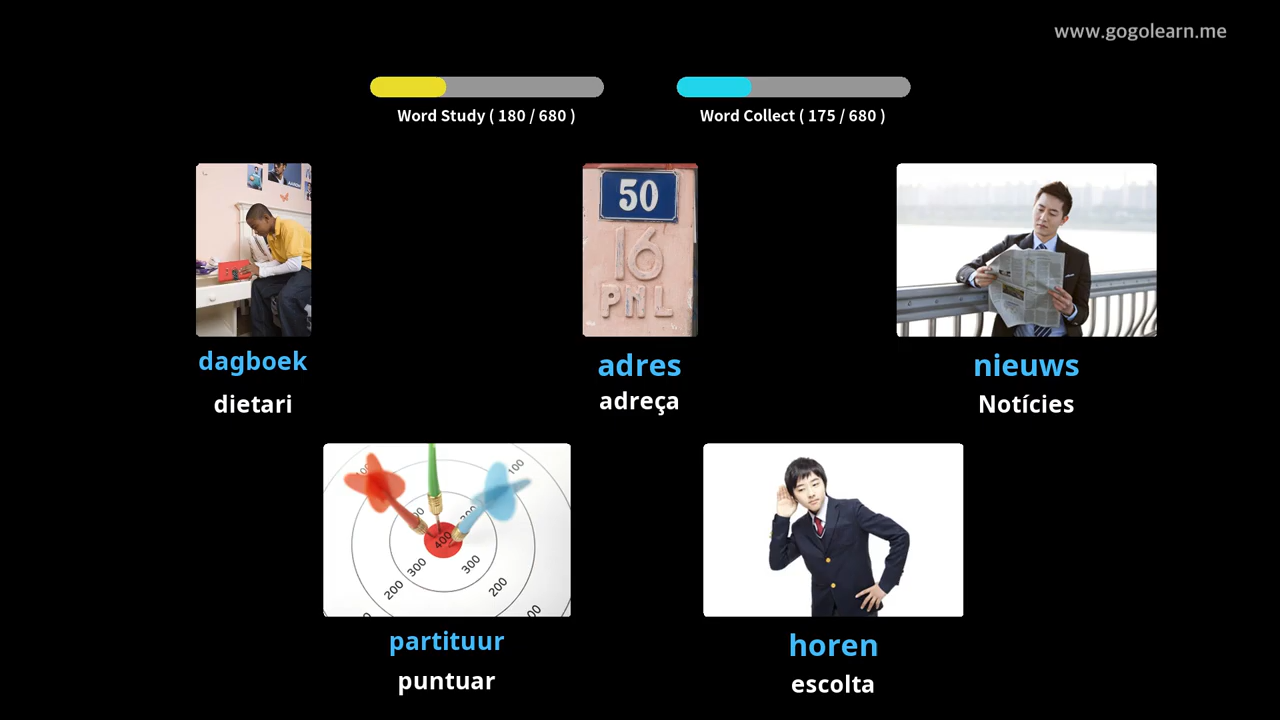 www.gogolearn.me
Word Study ( 180 / 680 )
Word Collect ( 175 / 680 )
50
16
PNL
dagboek
dietari
adres
adreça
nieuws
Notícies
100
400
300
300
200
200
partituur
puntuar
horen
escolta